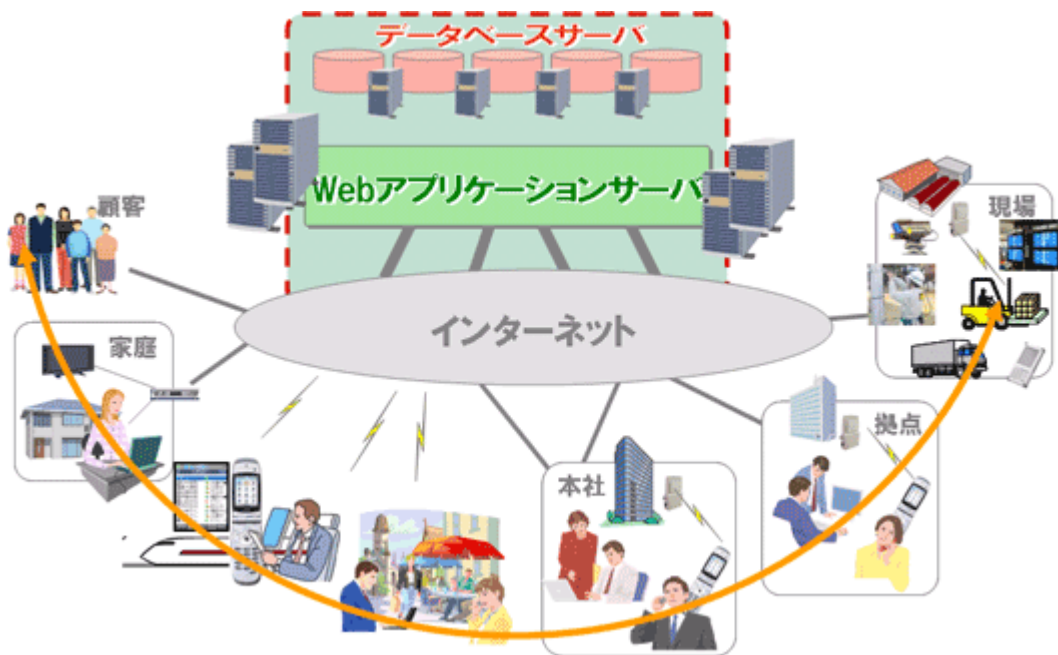 データベースサーバ
Webアプリケーションサーバ
顧客
現場
インターネット
家庭
拠点
本社